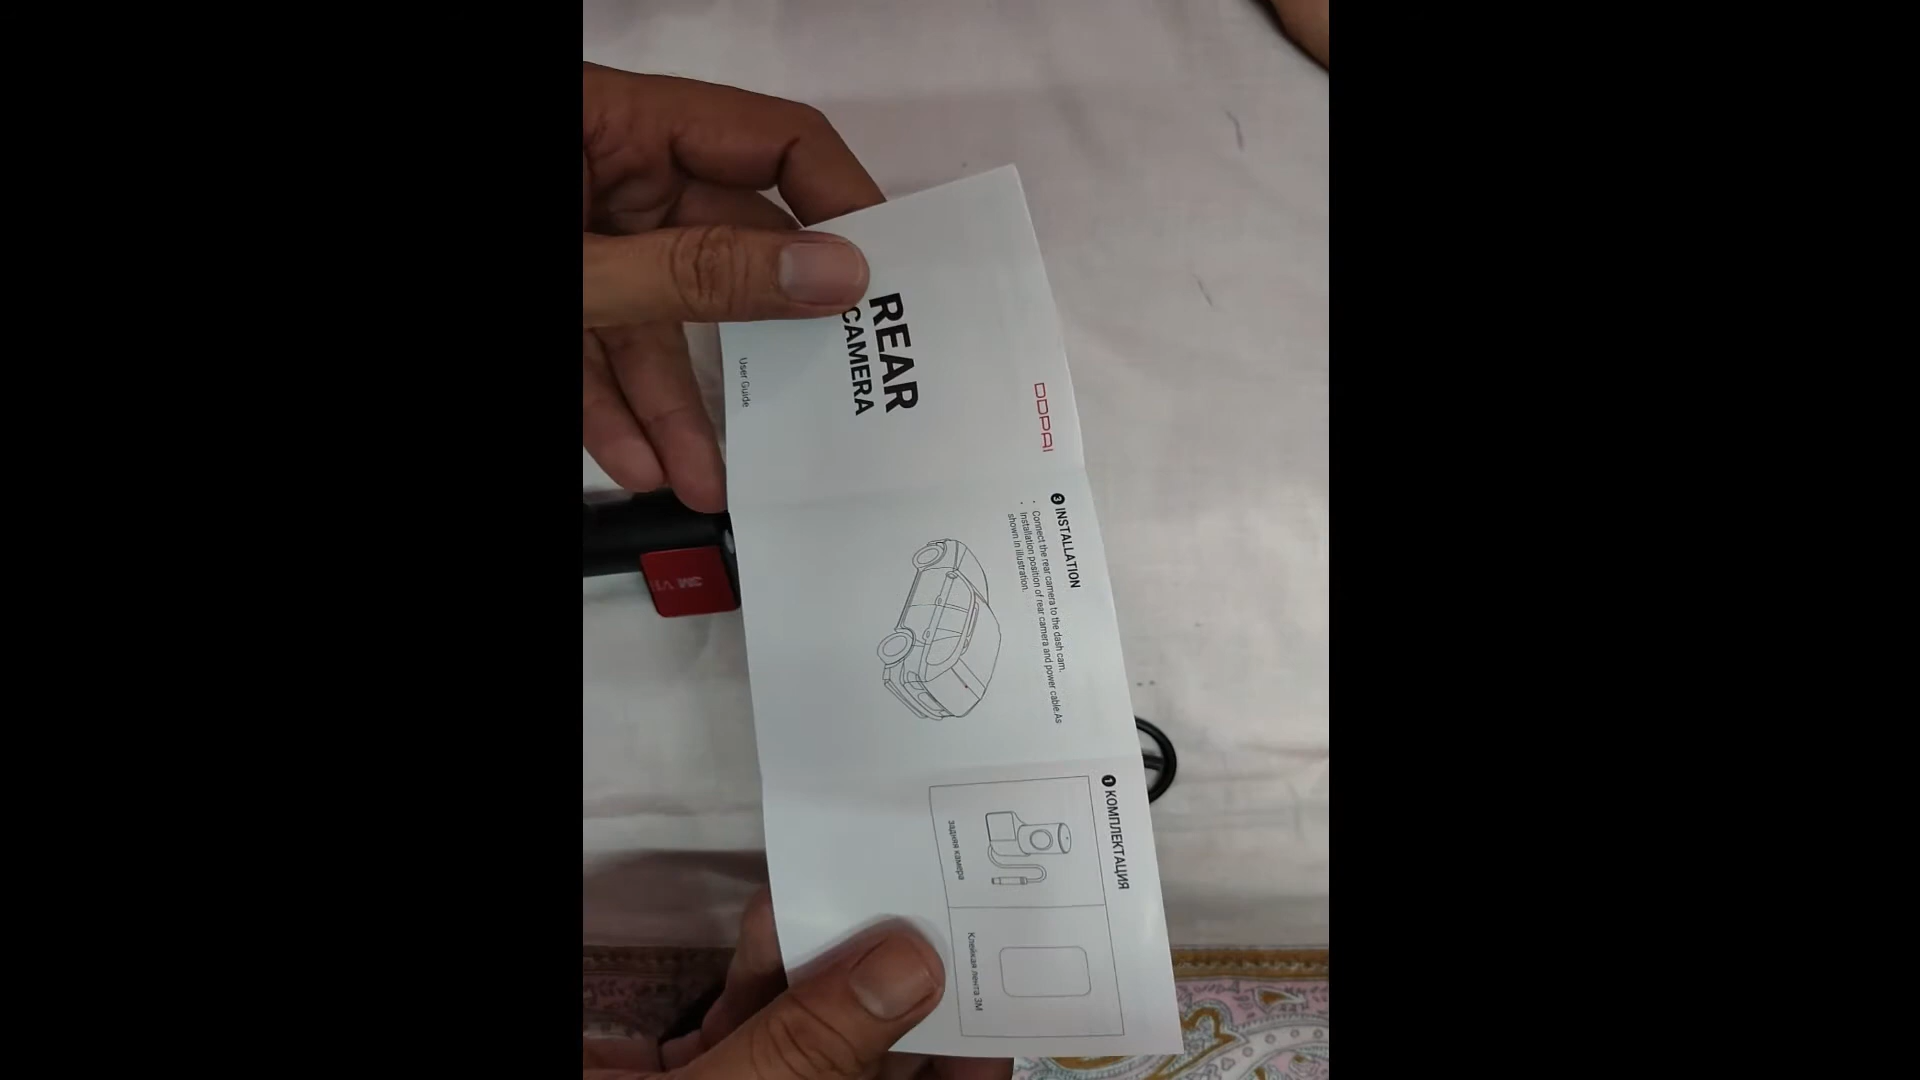 DDPAI
REAR
CAMERA
User Guide
3 INSTALLATION
· Connect the rear camera to the dash cam.
· Installation position of rear camera and power cable.As
shown in illustration.
1 КОМПЛЕКТАЦИЯ
задняя камера
Клейкая лента 3M
3M